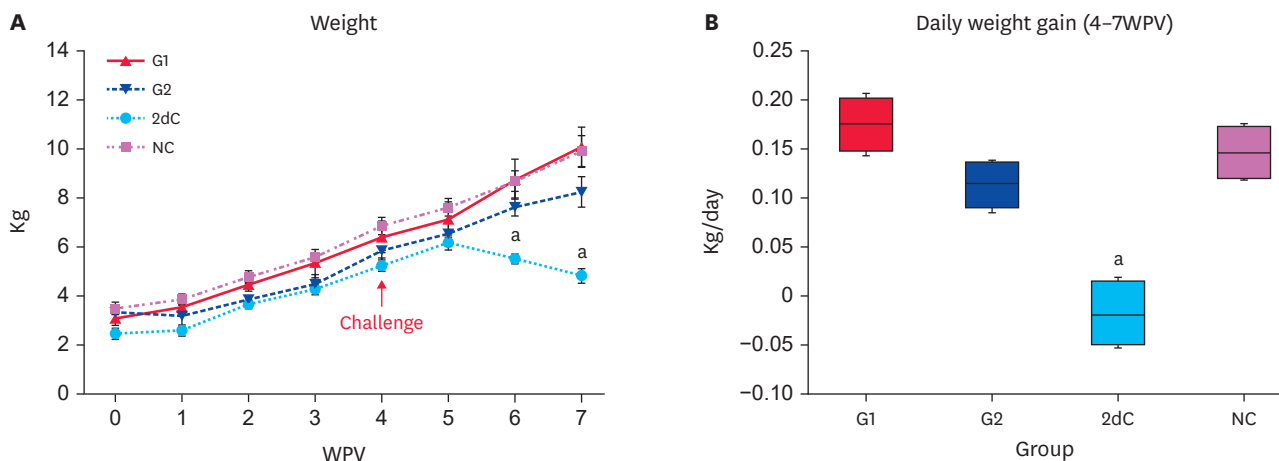 A
Weight
Kg
14
12
10
8
6
4
2
0
G1
G2
2dC
NC
a
a
Challenge
0 1 2 3 4 5 6 7
WPV
B
Daily weight gain (4–7WPV)
Kg/day
0.25
0.20
0.15
0.10
0.05
0
−0.05
−0.10
a
G1 G2 2dC NC
Group